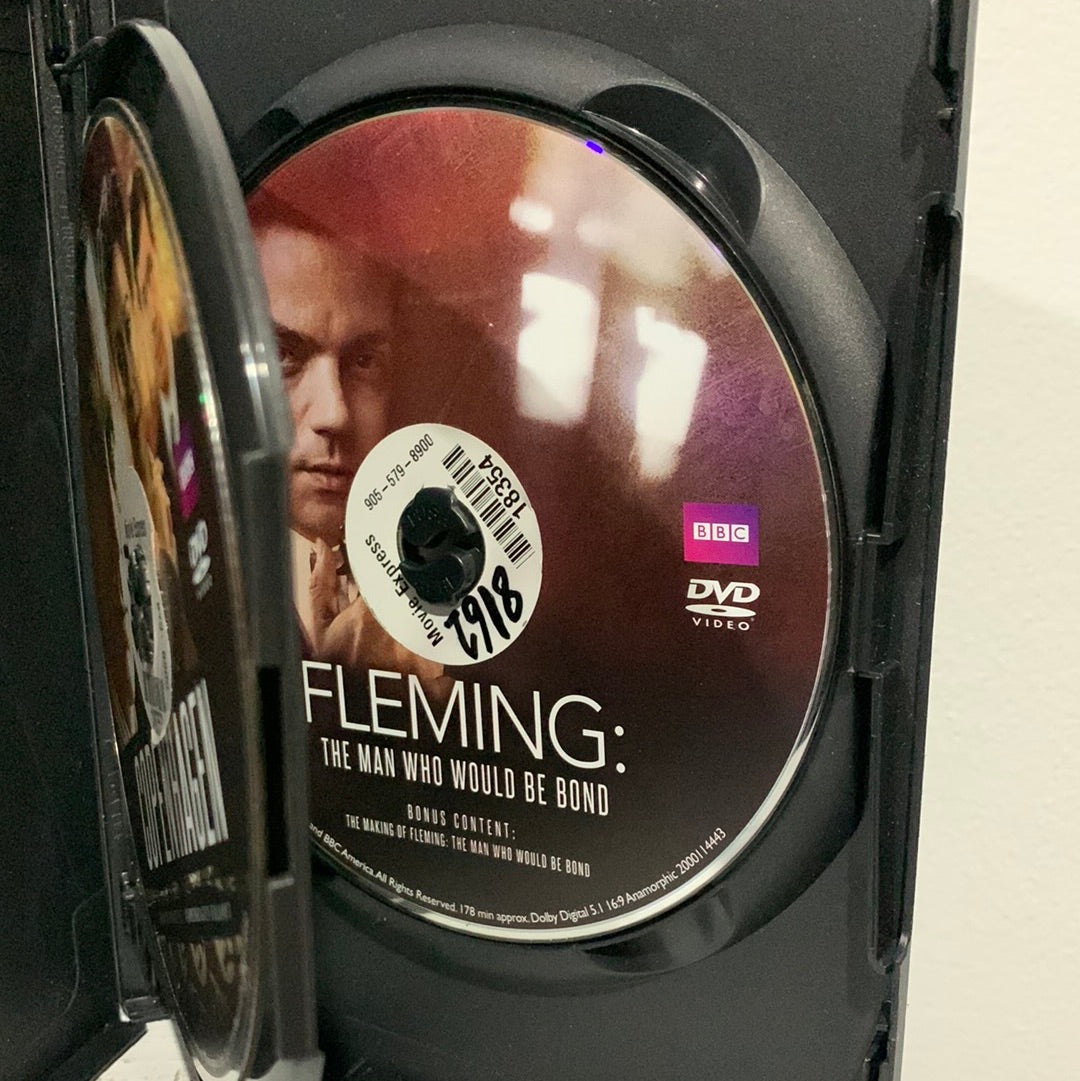 905-579-8900
18354
Movie Express
BBC
DVD
VIDEO
FLEMING:
THE MAN WHO WOULD BE BOND
BONUS CONTENT:
THE MAKING OF FLEMING: THE MAN WHO WOULD BE BOND
and BBC America. All Rights Reserved. 178 min approx. Dolby Digital 5.1 16:9 Anamorphic 2000114443
BBC
DVD
COPENHAGEN